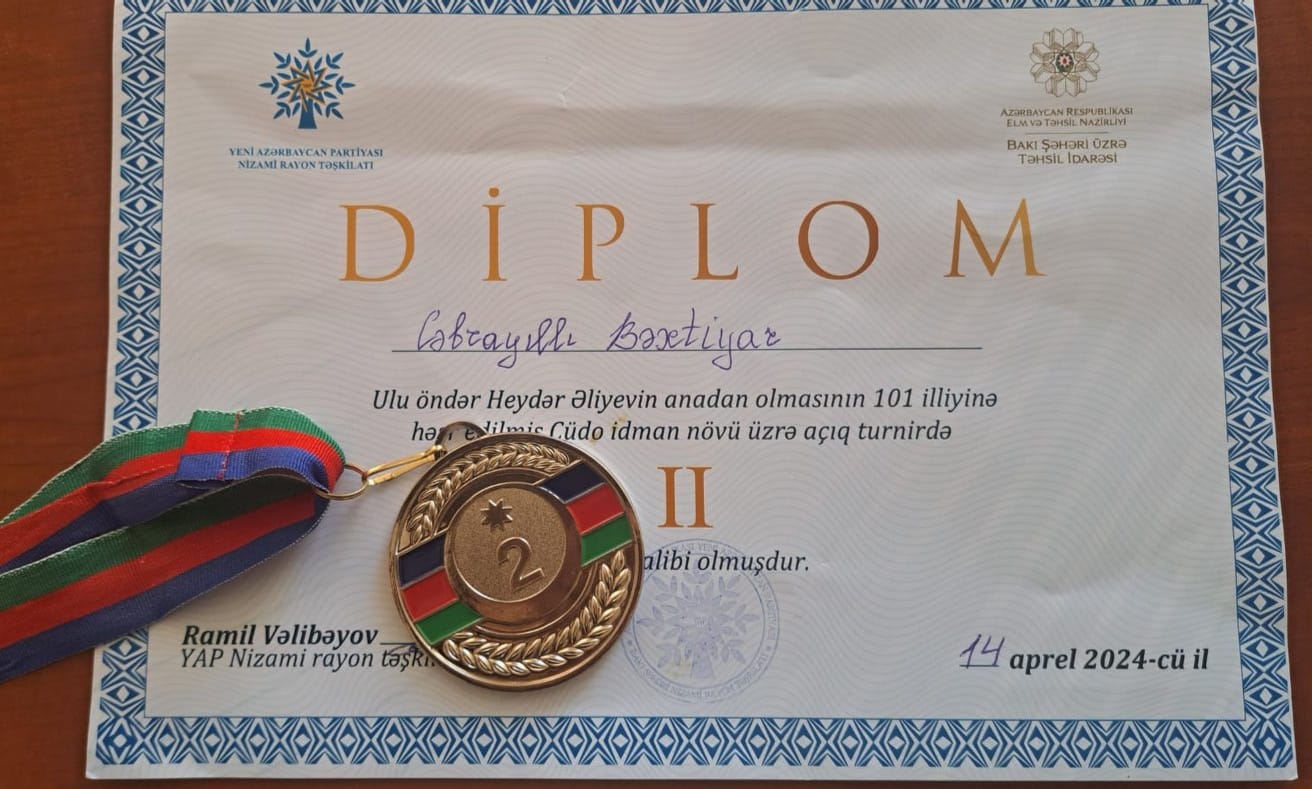 YENİ AZƏRBAYCAN PARTİYASI
NİZAMİ RAYON TƏŞKİLATI
AZƏRBAYCAN RESPUBLİKASI
ELM VƏ TƏHSİL NAZİRLİYİ
BAKI ŞƏHƏRİ ÜZRƏ
TƏHSİL İDARƏSİ
DİPLOM
Cəbrayıllı Bəxtiyar
Ulu öndər Heydər Əliyevin anadan olmasının 101 illiyinə
edilmiş Cüdo idman növü üzrə açıq turnirdə
II
2
olmuşdur.
Ramil Vəlibəyov
YAP Nizami rayon
14 aprel 2024-cü il